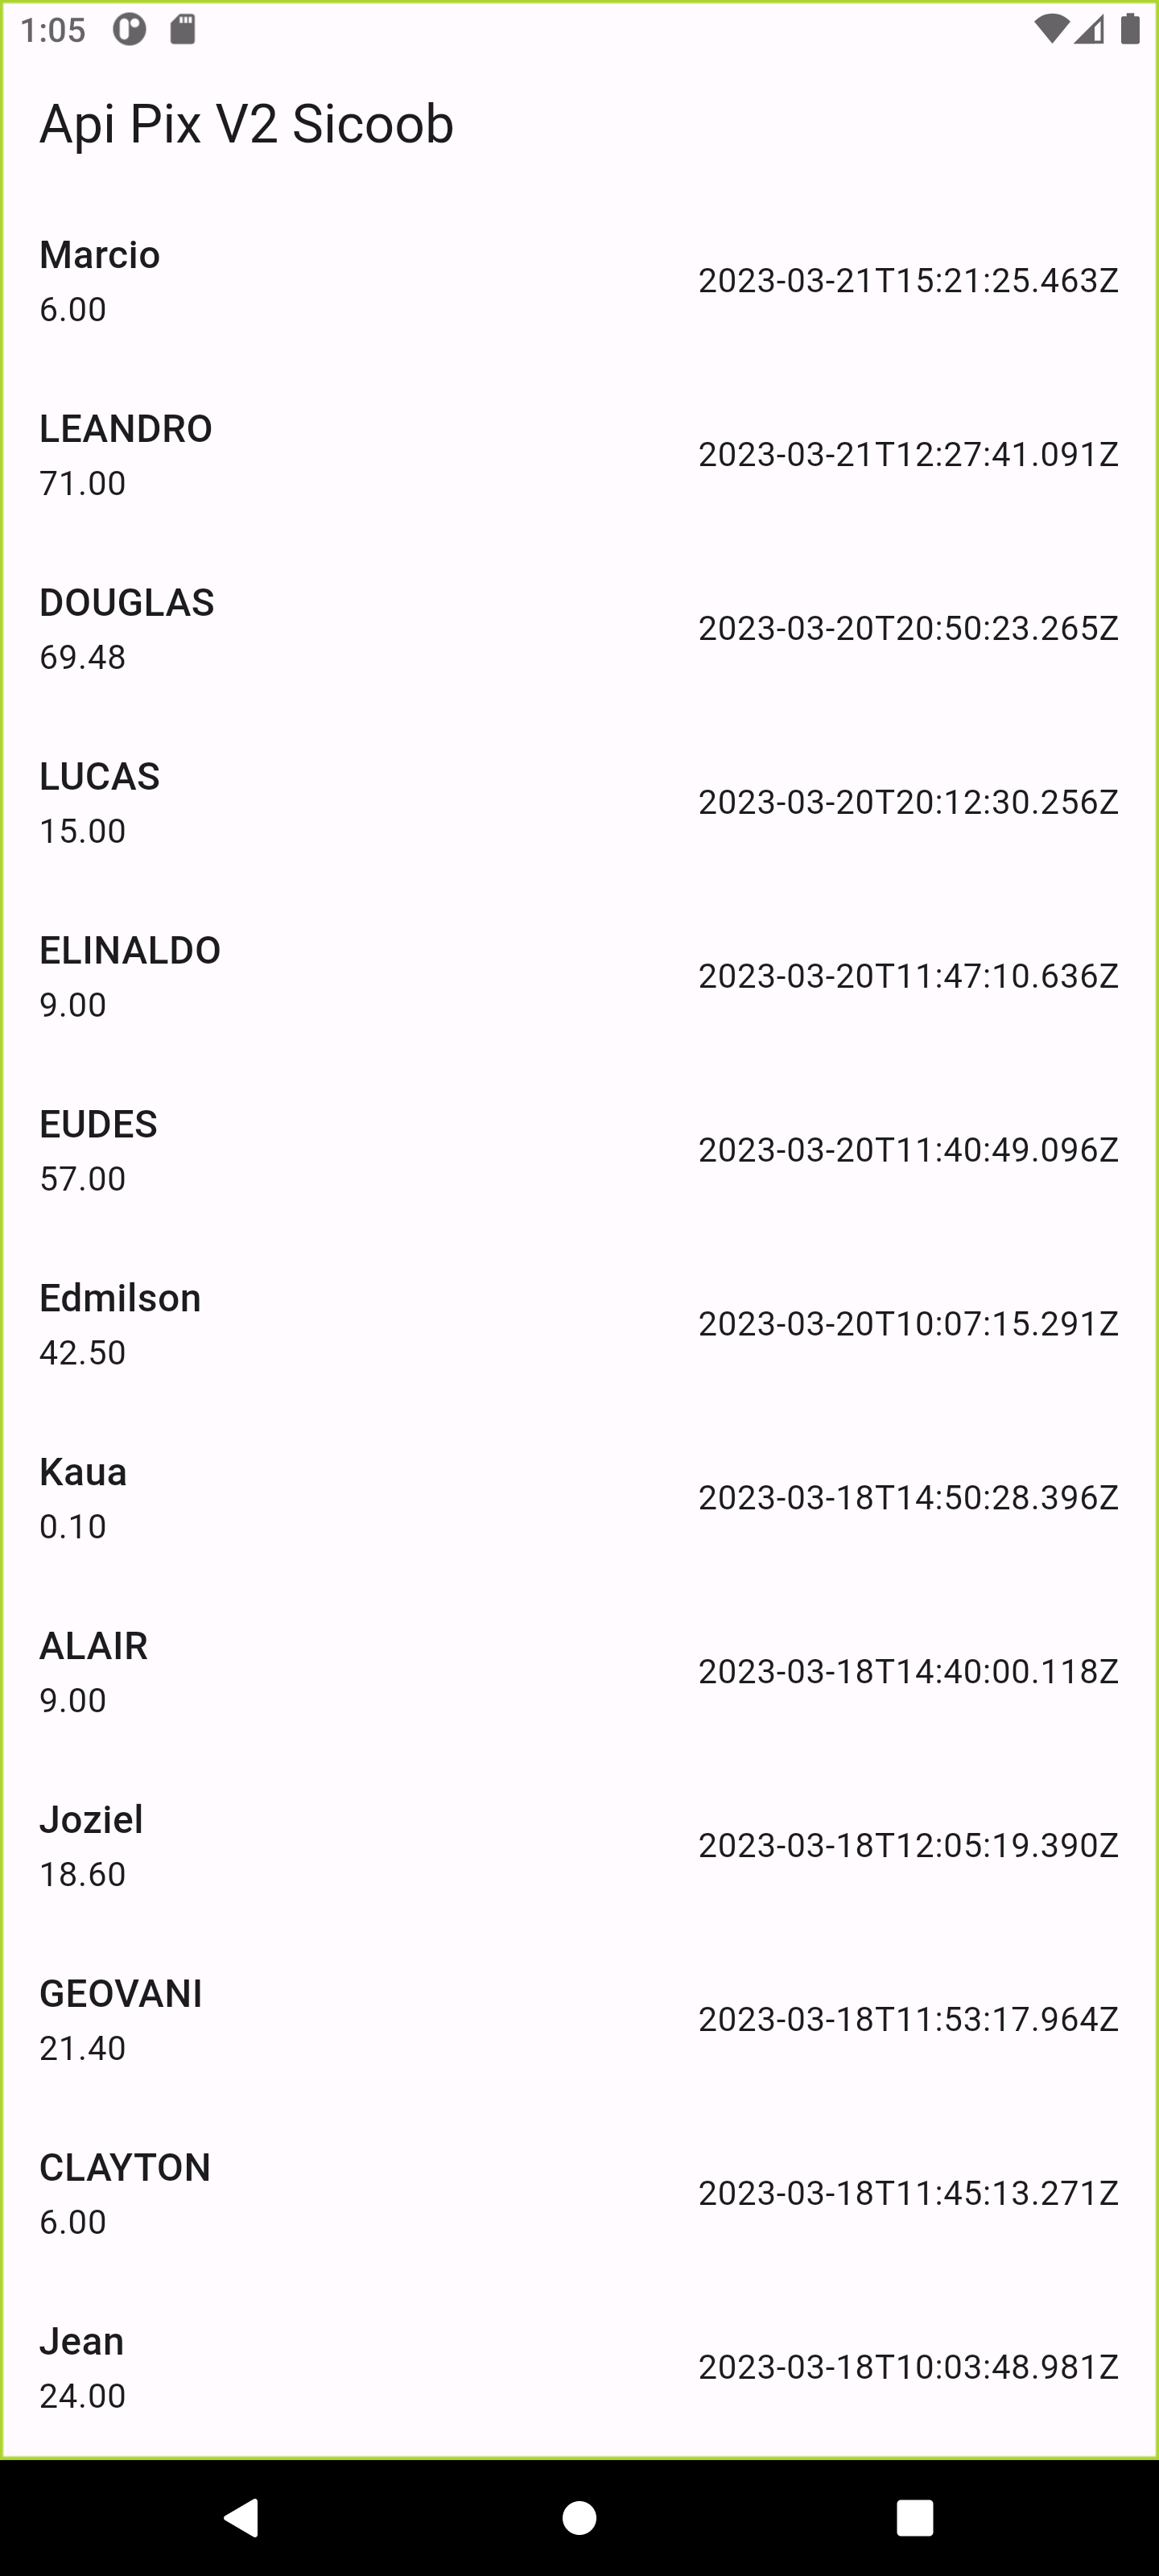 1:05
Api Pix V2 Sicoob
Marcio
6.00
2023-03-21T15:21:25.463Z
LEANDRO
71.00
2023-03-21T12:27:41.091Z
DOUGLAS
69.48
2023-03-20T20:50:23.265Z
LUCAS
15.00
2023-03-20T20:12:30.256Z
ELINALDO
9.00
2023-03-20T11:47:10.636Z
EUDES
57.00
2023-03-20T11:40:49.096Z
Edmilson
42.50
2023-03-20T10:07:15.291Z
Kaua
0.10
2023-03-18T14:50:28.396Z
ALAIR
9.00
2023-03-18T14:40:00.118Z
Joziel
18.60
2023-03-18T12:05:19.390Z
GEOVANI
21.40
2023-03-18T11:53:17.964Z
CLAYTON
6.00
2023-03-18T11:45:13.271Z
Jean
24.00
2023-03-18T10:03:48.981Z